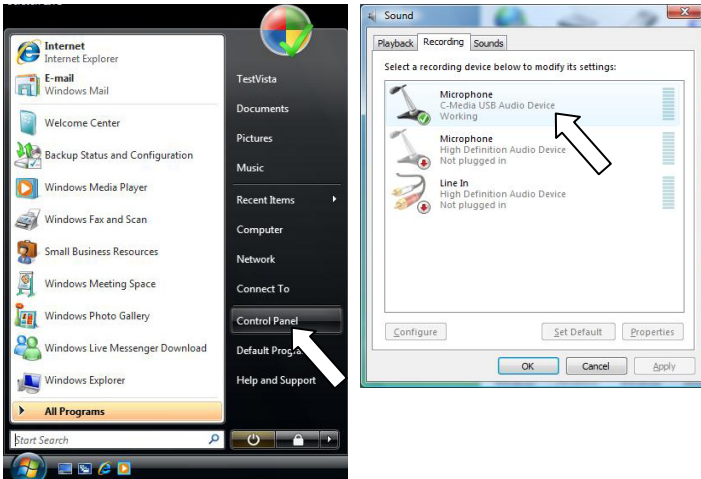 Internet
Internet Explorer
E-mail
Windows Mail
Welcome Center
Backup Status and Configuration
Windows Media Player
Windows Fax and Scan
Small Business Resources
Windows Meeting Space
Windows Photo Gallery
Windows Live Messenger Download
Windows Explorer
All Programs
Start Search
TestVista
Documents
Pictures
Music
Recent Items
Computer
Network
Connect To
Control Panel
Default
Help and Support
Sound
Playback Recording Sounds
Select a recording device below to modify its settings:
Microphone
C-Media USB Audio Device
Working
Microphone
High Definition Audio Device
Not plugged in
Line In
High Definition Audio Device
Not plugged in
Configure Set Default Properties
OK Cancel Apply